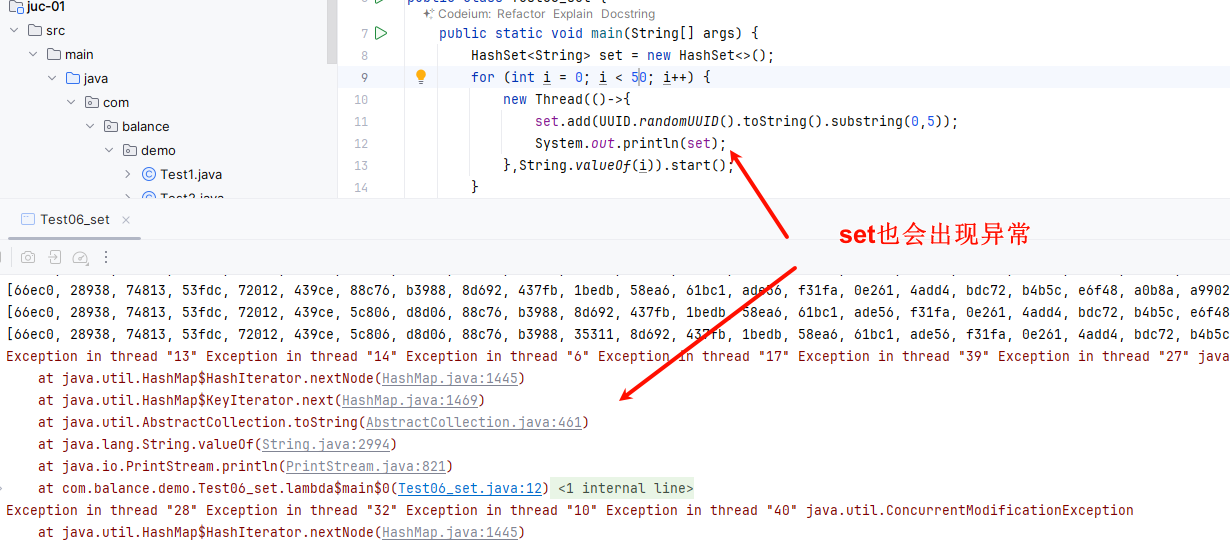 juc-01
src
main
java
com
balance
demo
Test1.java
Codeium: Refactor Explain Docstring
7 public static void main(String[] args) {
8 HashSet<String> set = new HashSet<>();
9 for (int i = 0; i < 50; i++) {
10 new Thread(()->{
11 set.add(UUID.randomUUID().toString().substring(0,5));
12 System.out.println(set);
13 },String.valueOf(i)).start();
14 }
set也会出现异常
Test06_set
[66ec0, 28938, 74813, 53fdc, 72012, 439ce, 88c76, b3988, 8d692, 437fb, 1bedb, 58ea6, 61bc1, ade56, f31fa, 0e261, 4add4, bdc72, b4b5c, e6f48, a0b8a, a9902
[66ec0, 28938, 74813, 53fdc, 72012, 439ce, 5c806, d8d06, 88c76, b3988, 8d692, 437fb, 1bedb, 58ea6, 61bc1, ade56, f31fa, 0e261, 4add4, bdc72, b4b5c, e6f48
[66ec0, 28938, 74813, 53fdc, 72012, 439ce, 5c806, d8d06, 88c76, b3988, 35311, 8d692, 437fb, 1bedb, 58ea6, 61bc1, ade56, f31fa, 0e261, 4add4, bdc72, b4b5c
Exception in thread "13" Exception in thread "14" Exception in thread "6" Exception in thread "17" Exception in thread "39" Exception in thread "27" java
at java.util.HashMap$HashIterator.nextNode(HashMap.java:1445)
at java.util.HashMap$KeyIterator.next(HashMap.java:1469)
at java.util.AbstractCollection.toString(AbstractCollection.java:461)
at java.lang.String.valueOf(String.java:2994)
at java.io.PrintStream.println(PrintStream.java:821)
at com.balance.demo.Test06_set.lambda$main$0(Test06_set.java:12) <1 internal line>
Exception in thread "28" Exception in thread "32" Exception in thread "10" Exception in thread "40" java.util.ConcurrentModificationException
at java.util.HashMap$HashIterator.nextNode(HashMap.java:1445)